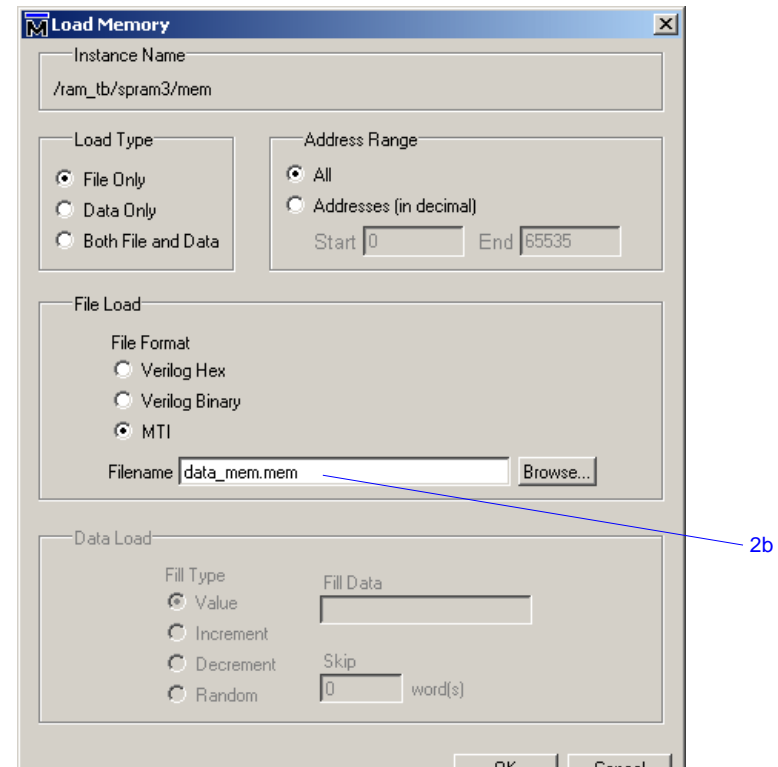 Load Memory
Instance Name
/ram_tb/spram3/mem
Load Type
File Only
Data Only
Both File and Data
Address Range
All
Addresses (in decimal)
Start 0 End 65535
File Load
File Format
Verilog Hex
Verilog Binary
MTI
Filename data_mem.mem Browse...
2b
Data Load
Fill Type
Value
Increment
Decrement
Random
Fill Data
Skip
0 word(s)
OK Cancel